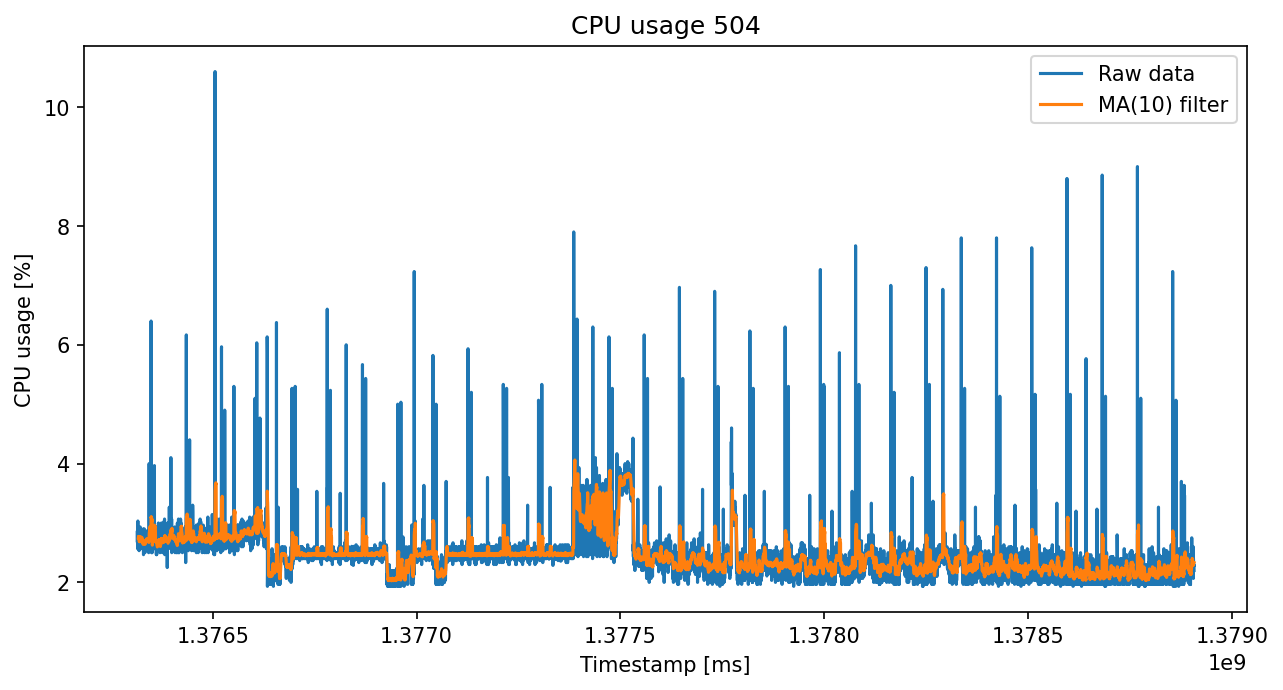 CPU usage 504
Raw data
MA(10) filter
CPU usage [%]
10
8
6
4
2
1.3765 1.3770 1.3775 1.3780 1.3785 1.3790
1e9
Timestamp [ms]